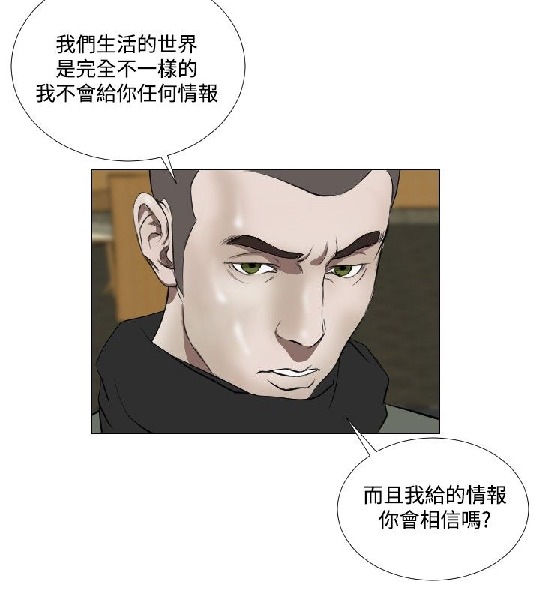 我們生活的世界
是完全不一樣的
我不會給你任何情報
而且我給的情報
你會相信嗎?